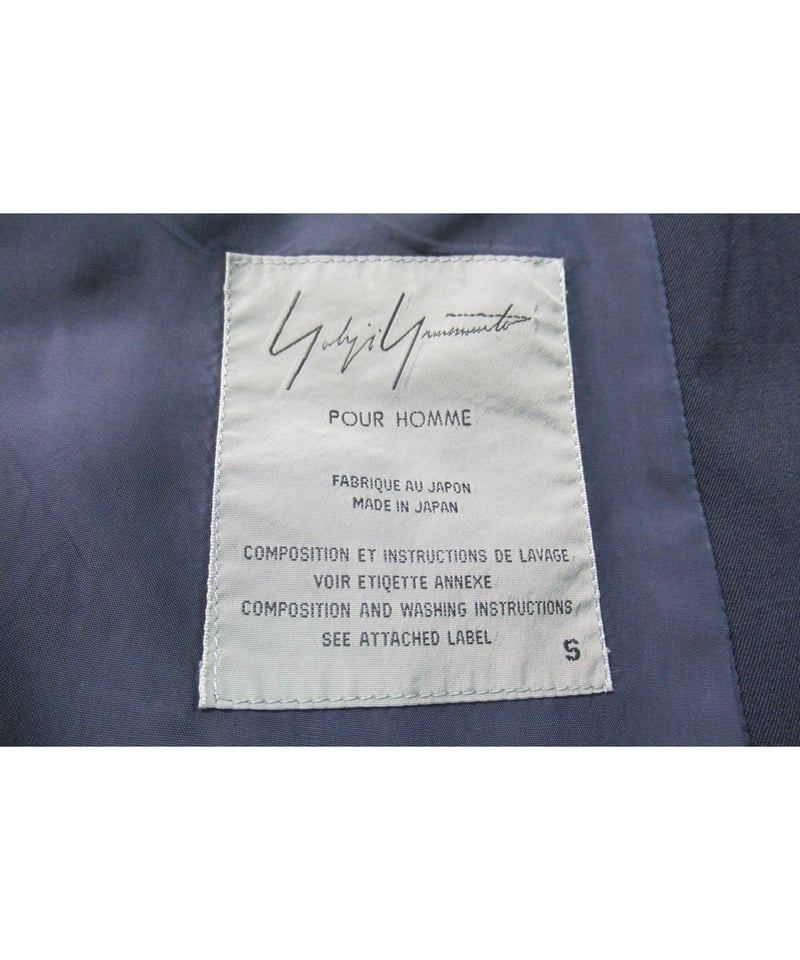 Yohji Yamamoto
POUR HOMME
FABRIQUE AU JAPON
MADE IN JAPAN
COMPOSITION ET INSTRUCTIONS DE LAVAGE/
VOIR ETIQETTE ANNEXE/
COMPOSITION AND WASHING INSTRUCTIONS/
SEE ATTACHED LABEL/
S